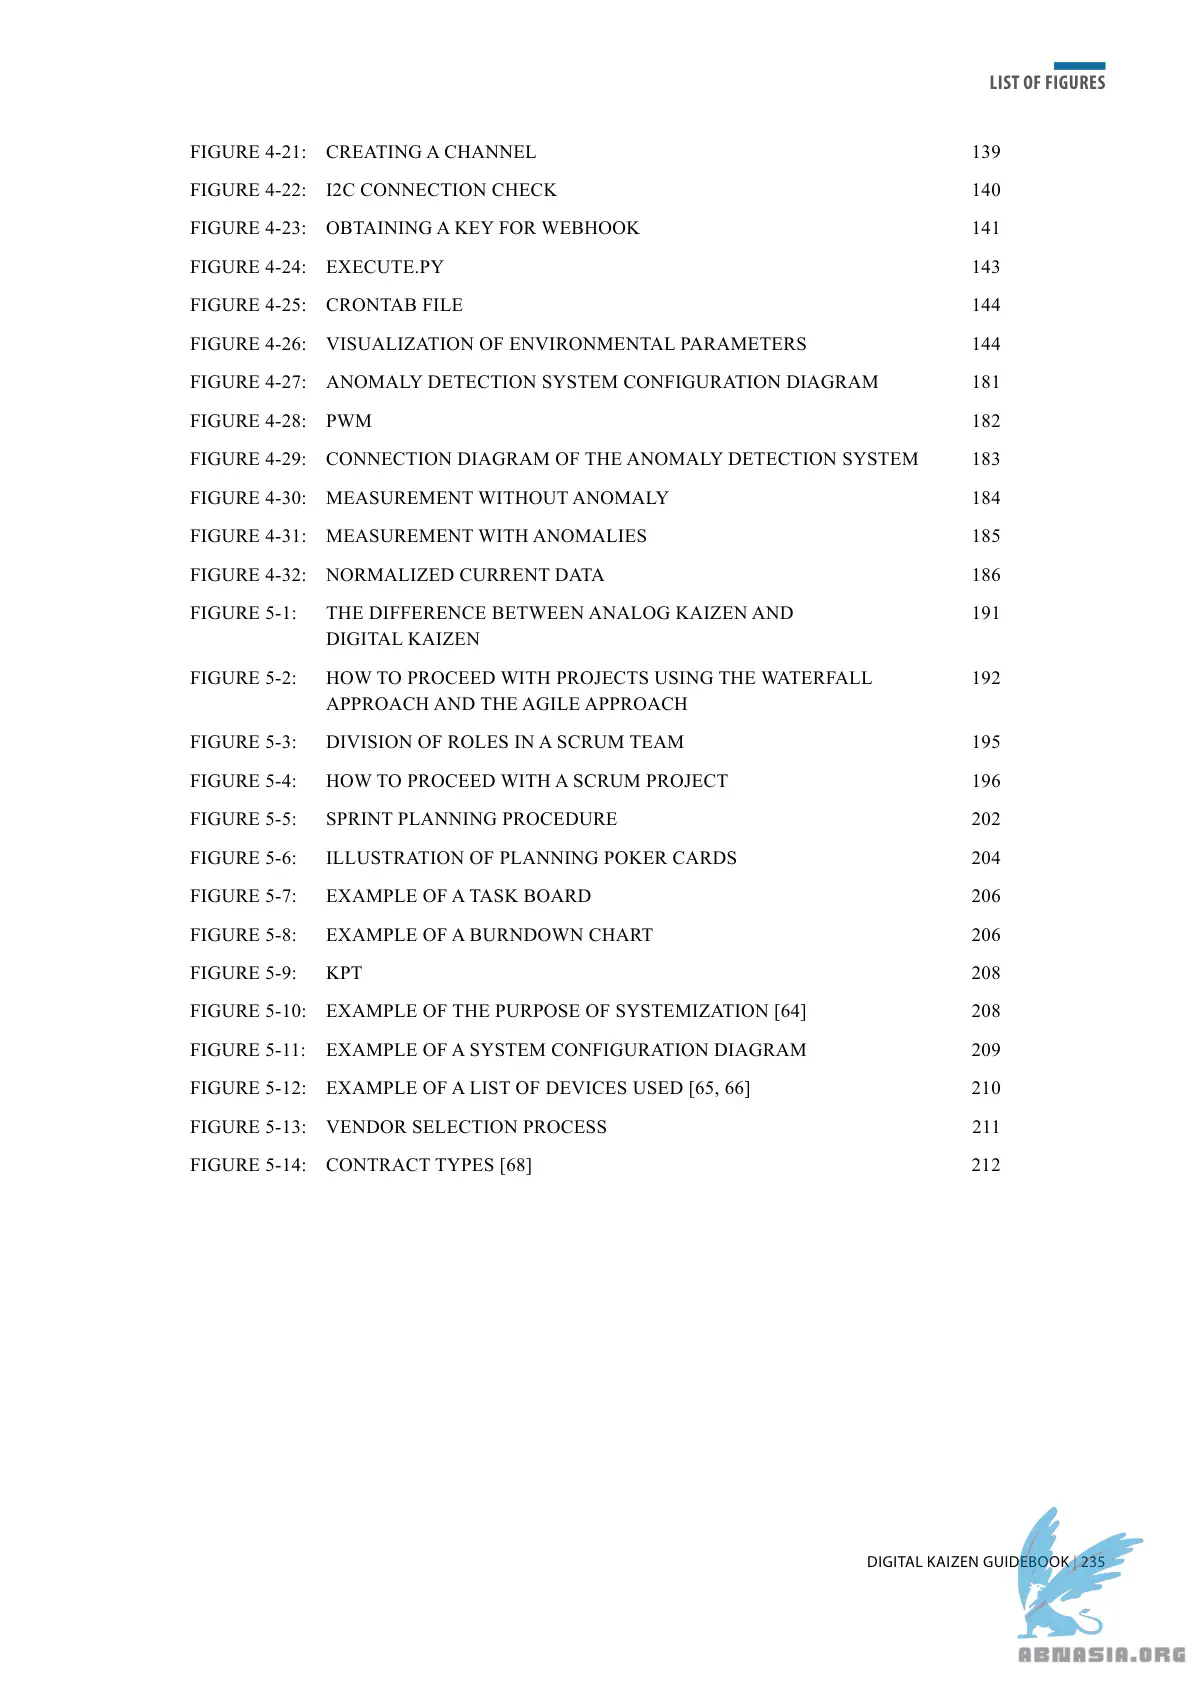 LIST OF FIGURES
FIGURE 4-21: CREATING A CHANNEL 139
FIGURE 4-22: I2C CONNECTION CHECK 140
FIGURE 4-23: OBTAINING A KEY FOR WEBHOOK 141
FIGURE 4-24: EXECUTE.PY 143
FIGURE 4-25: CRONTAB FILE 144
FIGURE 4-26: VISUALIZATION OF ENVIRONMENTAL PARAMETERS 144
FIGURE 4-27: ANOMALY DETECTION SYSTEM CONFIGURATION DIAGRAM 181
FIGURE 4-28: PWM 182
FIGURE 4-29: CONNECTION DIAGRAM OF THE ANOMALY DETECTION SYSTEM 183
FIGURE 4-30: MEASUREMENT WITHOUT ANOMALY 184
FIGURE 4-31: MEASUREMENT WITH ANOMALIES 185
FIGURE 4-32: NORMALIZED CURRENT DATA 186
FIGURE 5-1: THE DIFFERENCE BETWEEN ANALOG KAIZEN AND 191
DIGITAL KAIZEN
FIGURE 5-2: HOW TO PROCEED WITH PROJECTS USING THE WATERFALL 192
APPROACH AND THE AGILE APPROACH
FIGURE 5-3: DIVISION OF ROLES IN A SCRUM TEAM 195
FIGURE 5-4: HOW TO PROCEED WITH A SCRUM PROJECT 196
FIGURE 5-5: SPRINT PLANNING PROCEDURE 202
FIGURE 5-6: ILLUSTRATION OF PLANNING POKER CARDS 204
FIGURE 5-7: EXAMPLE OF A TASK BOARD 206
FIGURE 5-8: EXAMPLE OF A BURNDOWN CHART 206
FIGURE 5-9: KPT 208
FIGURE 5-10: EXAMPLE OF THE PURPOSE OF SYSTEMIZATION [64] 208
FIGURE 5-11: EXAMPLE OF A SYSTEM CONFIGURATION DIAGRAM 209
FIGURE 5-12: EXAMPLE OF A LIST OF DEVICES USED [65, 66] 210
FIGURE 5-13: VENDOR SELECTION PROCESS 211
FIGURE 5-14: CONTRACT TYPES [68] 212
DIGITAL KAIZEN GUIDEBOOK | 235
ABNASIA.ORG